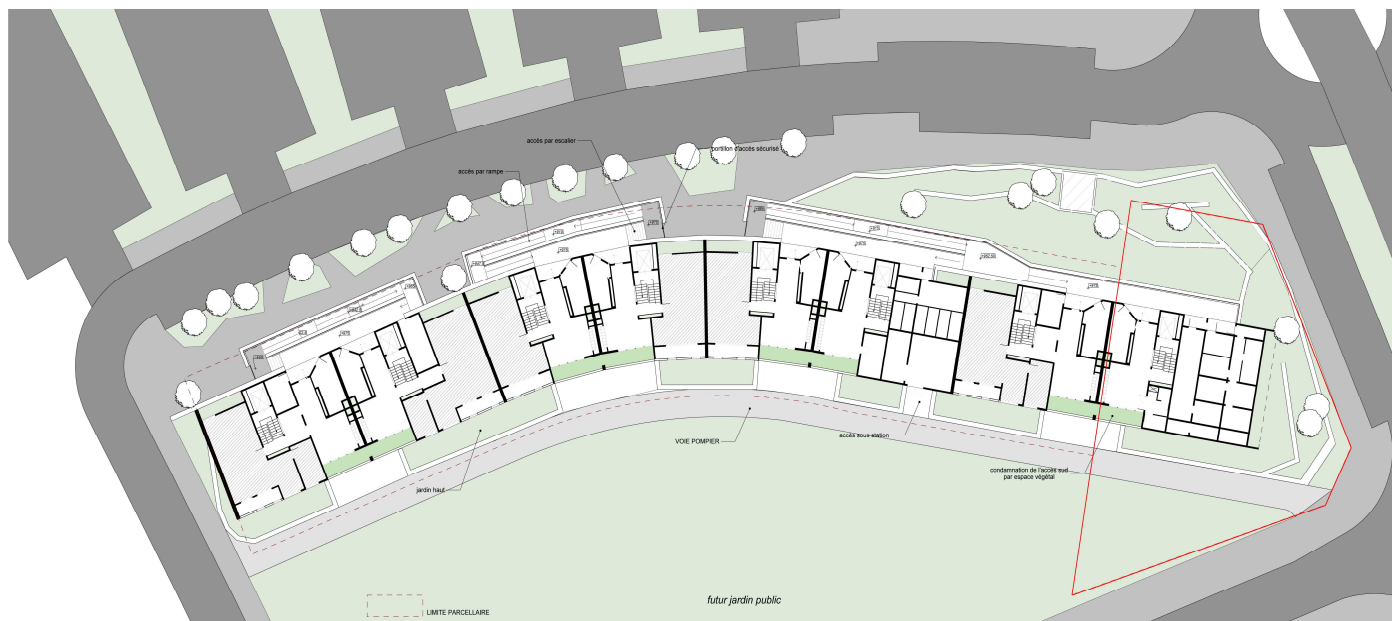 accès par escalier
portillon d'accès sécurisé
accès par rampe
VOIE POMPIER
accès sous station
condamnation de l'accès sud
par espace végétal
jardin haut
futur jardin public
LIMITE PARCELLAIRE